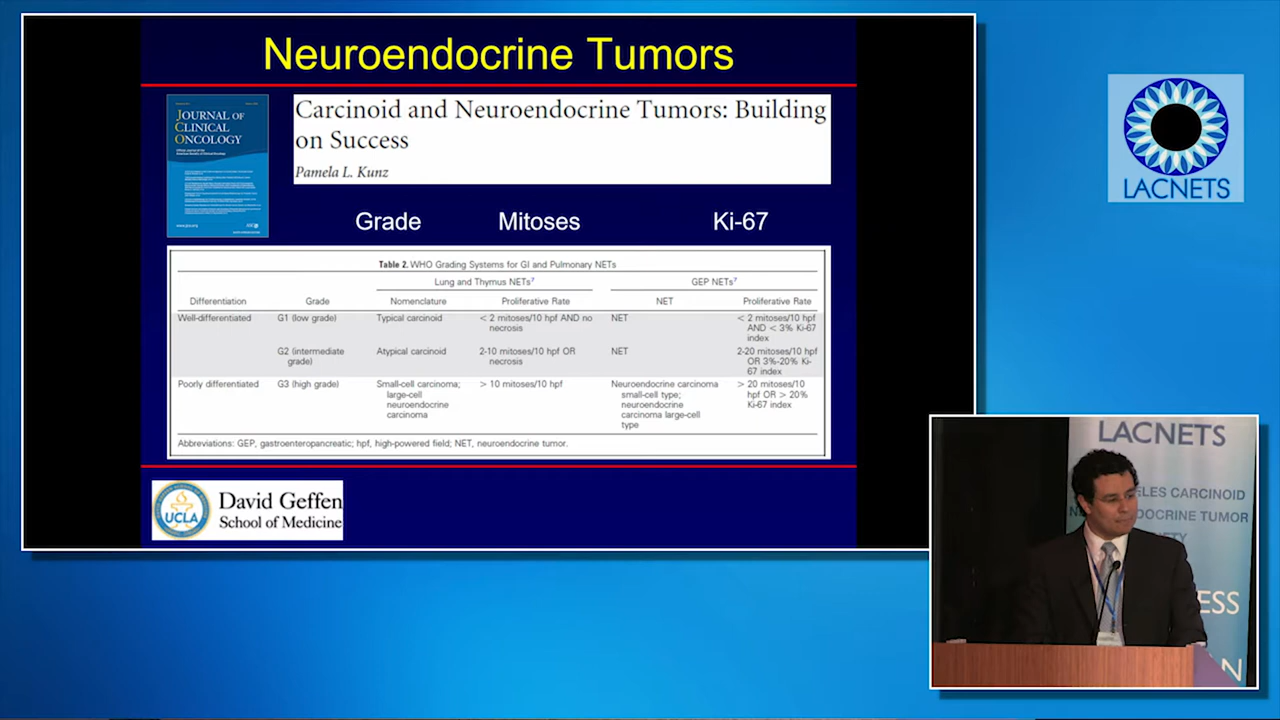 Neuroendocrine Tumors
JOURNAL OF
CLINICAL
ONCOLOGY
Carcinoid and Neuroendocrine Tumors: Building
on Success
Pamela L. Kunz
Grade Mitoses Ki-67
Table 2. WHO Grading Systems for GI and Pulmonary NETs
Lung and Thymus NETs7 GEP NETs7
Differentiation Grade Nomenclature Proliferative Rate NET Proliferative Rate
Well-differentiated G1 (low grade) Typical carcinoid < 2 mitoses/10 hpf AND no NET < 2 mitoses/10 hpf
necrosis AND < 3% Ki-67
index
G2 (intermediate Atypical carcinoid 2-10 mitoses/10 hpf OR NET 2-20 mitoses/10 hpf
grade) necrosis OR 3%-20% Ki-
67 index
Poorly differentiated G3 (high grade) Small-cell carcinoma; > 10 mitoses/10 hpf Neuroendocrine carcinoma > 20 mitoses/10
large-cell small-cell type; hpf OR > 20%
neuroendocrine neuroendocrine Ki-67 index
carcinoma carcinoma large-cell
type
Abbreviations: GEP, gastroenteropancreatic; hpf, high-powered field; NET, neuroendocrine tumor.
UCLA
David Geffen
School of Medicine
LACNETS
LACNETS
ELES CARCINOID
OCRINE TUMOR
ETY
ESS
N